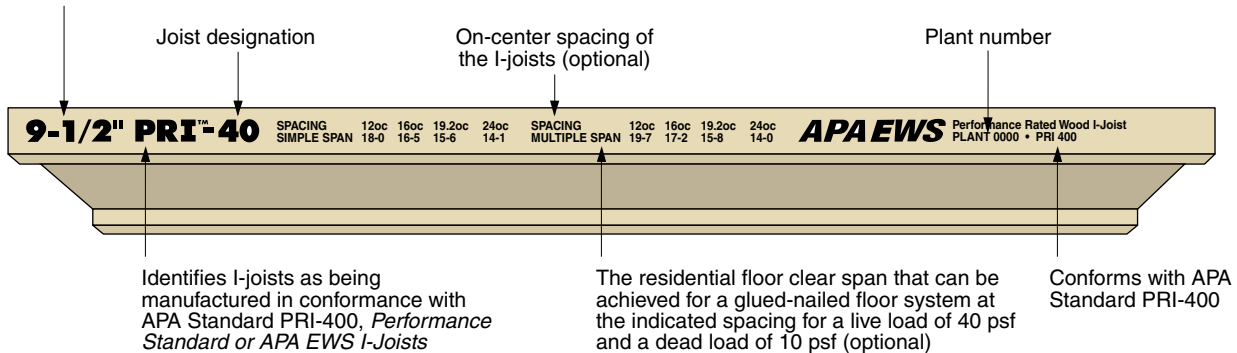 Joist designation
On-center spacing of
the I-joists (optional)
Plant number
9-1/2" PRI™-40
SPACING 12oc 16oc 19.2oc 24oc
SIMPLE SPAN 18-0 16-5 15-6 14-1
SPACING 12oc 16oc 19.2oc 24oc
MULTIPLE SPAN 19-7 17-2 15-8 14-0
APA EWS
Performance Rated Wood I-Joist
PLANT 0000 • PRI 400
Identifies I-joists as being
manufactured in conformance with
APA Standard PRI-400, Performance
Standard or APA EWS I-Joists
The residential floor clear span that can be
achieved for a glued-nailed floor system at
the indicated spacing for a live load of 40 psf
and a dead load of 10 psf (optional)
Conforms with APA
Standard PRI-400